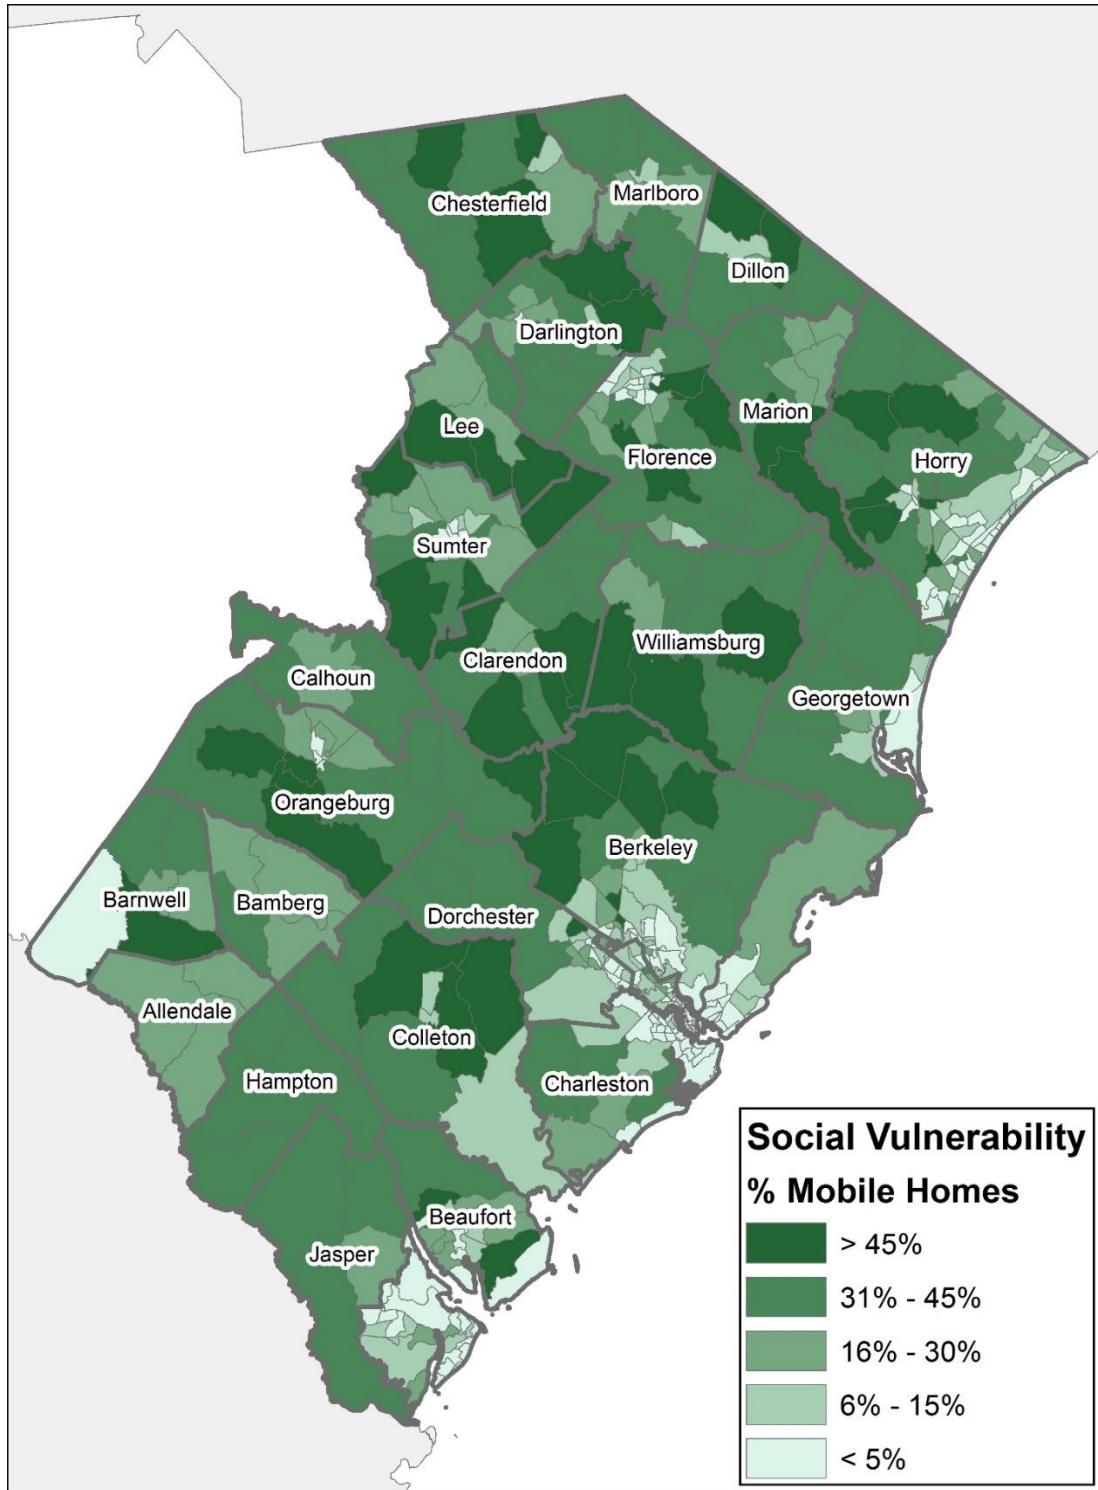 Chesterfield
Marlboro
Dillon
Darlington
Lee
Florence
Marion
Horry
Sumter
Clarendon
Williamsburg
Calhoun
Georgetown
Orangeburg
Berkeley
Barnwell
Bamberg
Dorchester
Allendale
Colleton
Hampton
Charleston
Beaufort
Jasper
Social Vulnerability
% Mobile Homes
> 45%
31% - 45%
16% - 30%
6% - 15%
< 5%